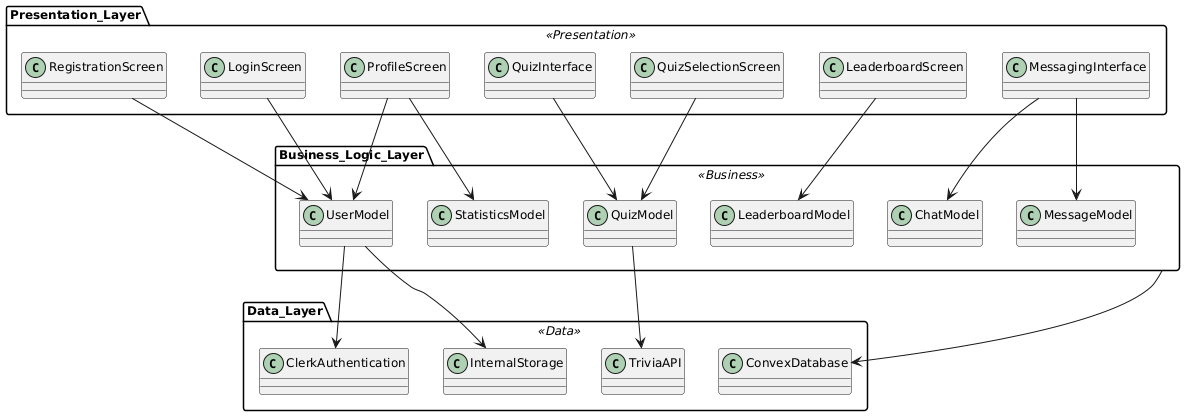 Presentation_Layer
«Presentation»
C RegistrationScreen
C LoginScreen
C ProfileScreen
C QuizInterface
C QuizSelectionScreen
C LeaderboardScreen
C MessagingInterface
Business_Logic_Layer
«Business»
C UserModel
C StatisticsModel
C QuizModel
C LeaderboardModel
C ChatModel
C MessageModel
Data_Layer
«Data»
C ClerkAuthentication
C InternalStorage
C TriviaAPI
C ConvexDatabase